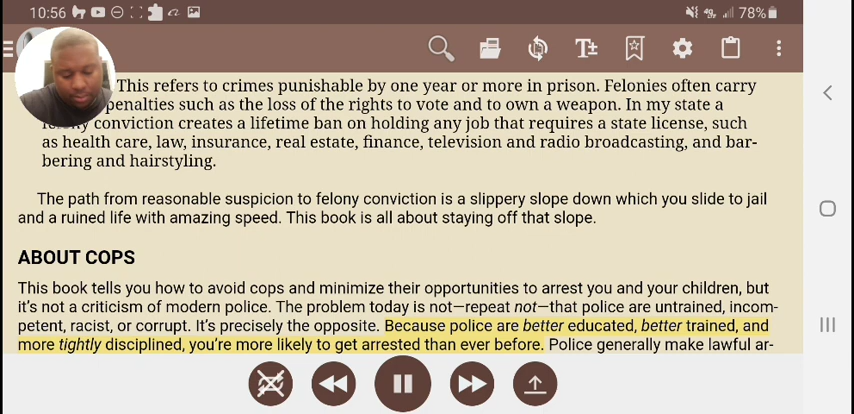 10:56
78%
This refers to crimes punishable by one year or more in prison. Felonies often carry
penalties such as the loss of the rights to vote and to own a weapon. In my state a
conviction creates a lifetime ban on holding any job that requires a state license, such
as health care, law, insurance, real estate, finance, television and radio broadcasting, and bar-
bering and hairstyling.
The path from reasonable suspicion to felony conviction is a slippery slope down which you slide to jail
and a ruined life with amazing speed. This book is all about staying off that slope.
ABOUT COPS
This book tells you how to avoid cops and minimize their opportunities to arrest you and your children, but
it's not a criticism of modern police. The problem today is not—repeat not—that police are untrained, incom-
petent, racist, or corrupt. It's precisely the opposite. Because police are better educated, better trained, and
more tightly disciplined, you're more likely to get arrested than ever before. Police generally make lawful ar-